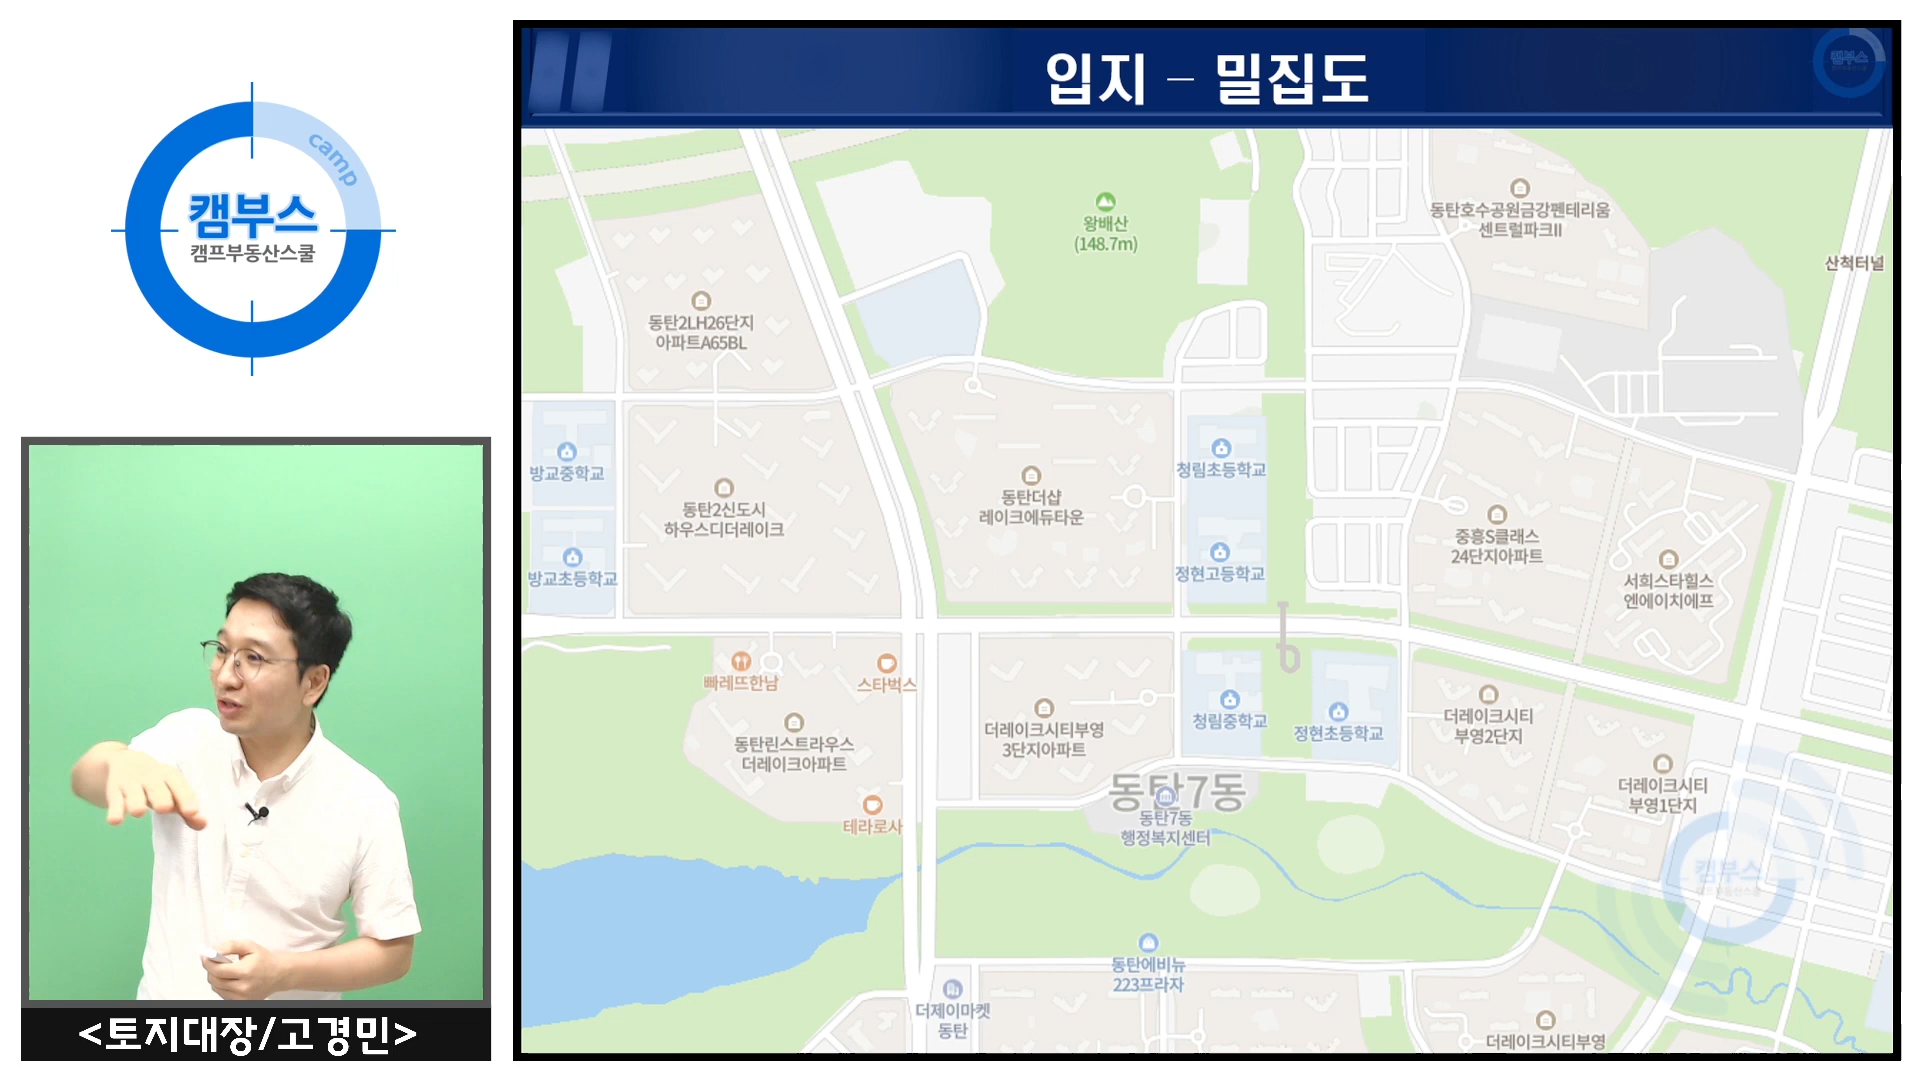 camp
캠부스
캠프부동산스쿨
<토지대장/고경민>
입지 – 밀집도
캠부스
왕배산
(148.7m)
동탄호수공원금강펜테리움
센트럴파크II
산척터널
동탄2LH26단지
아파트A65BL
방교중학교
동탄2신도시
하우스디더레이크
방교초등학교
동탄더샵
레이크에듀타운
청림초등학교
정현고등학교
중흥S클래스
24단지아파트
서희스타힐스
엔에이치에프
빠레뜨한남
스타벅스
동탄린스트라우스
더레이크아파트
테라로사
더레이크시티부영
3단지아파트
청림중학교
정현초등학교
더레이크시티
부영2단지
더레이크시티
부영1단지
동탄7동
동탄7동
행정복지센터
캠부스
캠프부동산스쿨
동탄에비뉴
223프라자
더제이마켓
동탄
더레이크시티부영